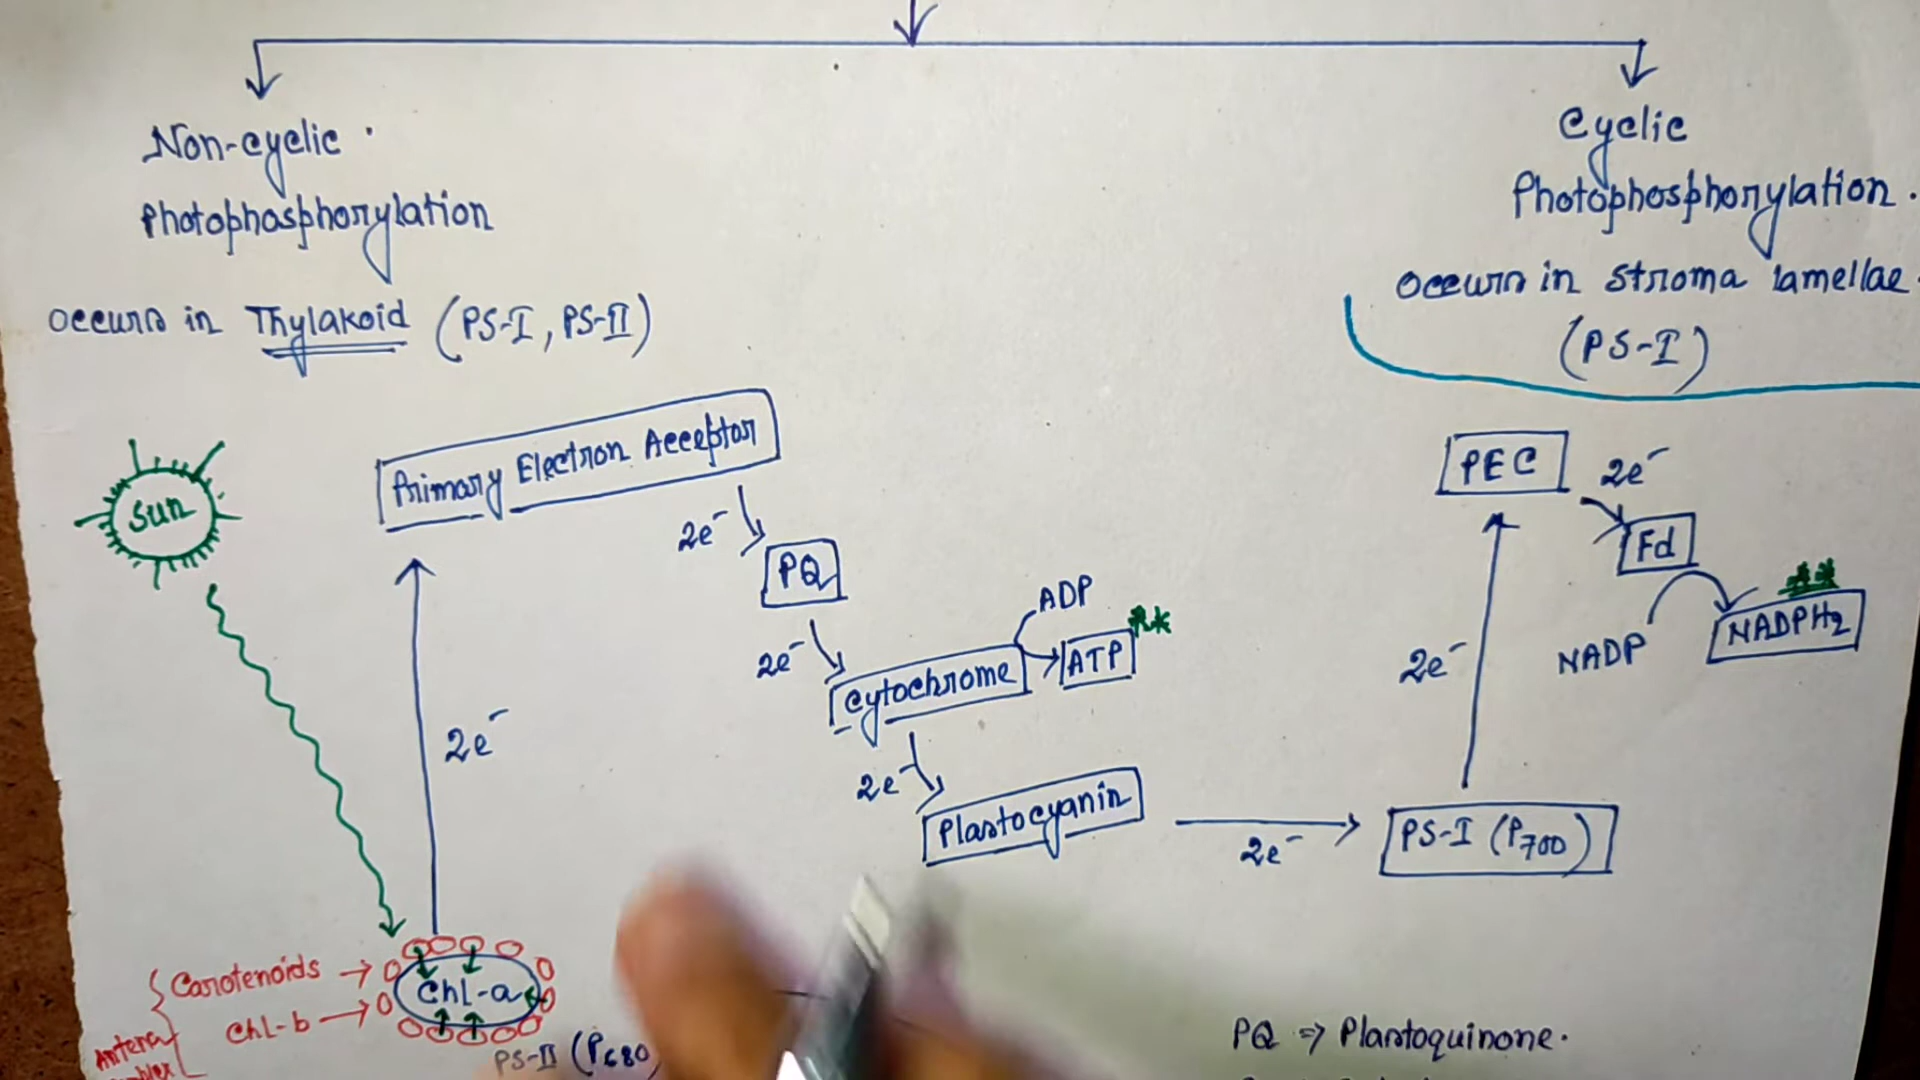 Non-cyclic
Photophosphorylation
occurs in Thylakoid (PS-I, PS-II)
Cyclic
Photophosphorylation.
occurs in stroma lamellae.
(PS-I)
Sun
Primary Electron Acceptor
2e⁻
2e⁻
PQ
2e⁻
Cytochrome
ADP
ATP **
2e⁻
Plastocyanin
2e⁻
PS-I (P700)
2e⁻
PEC
2e⁻
Fd
NADP
**
NADPH2
Carotenoids
Chl-b
Chl-a
PS-II (P680
PQ => Plastoquinone.